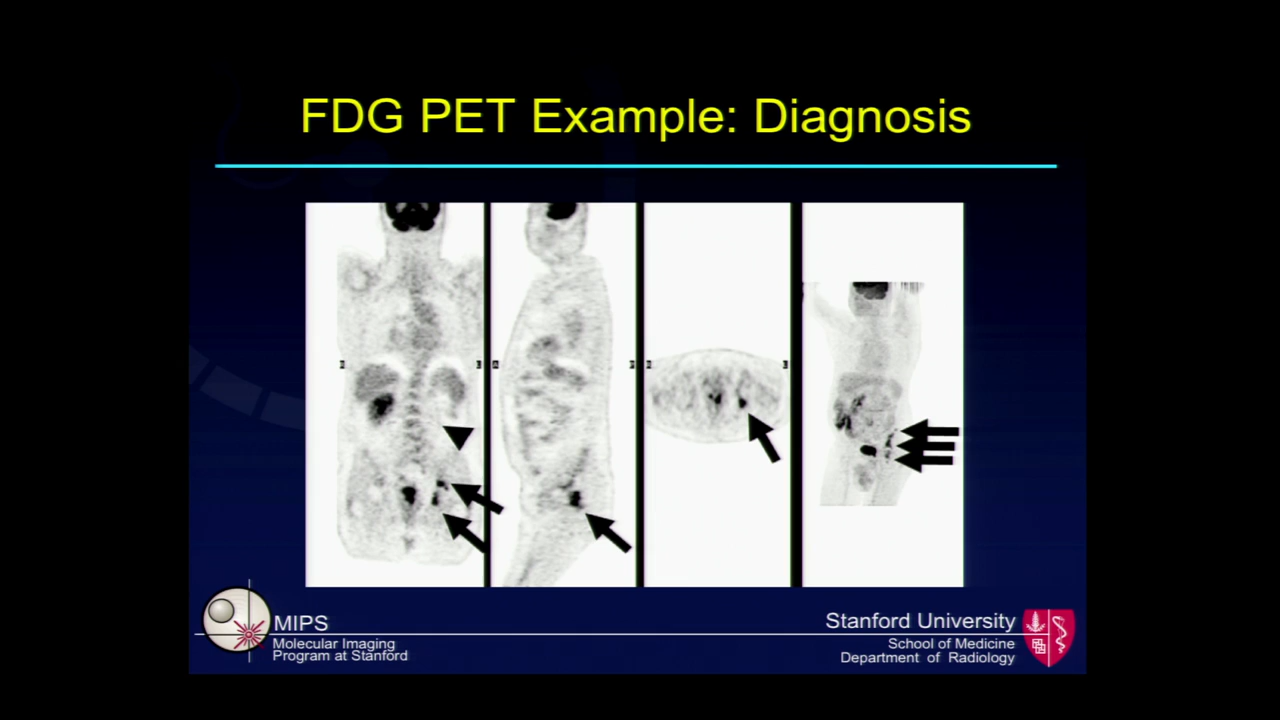 FDG PET Example: Diagnosis
MIPS
Molecular Imaging
Program at Stanford
Stanford University
School of Medicine
Department of Radiology